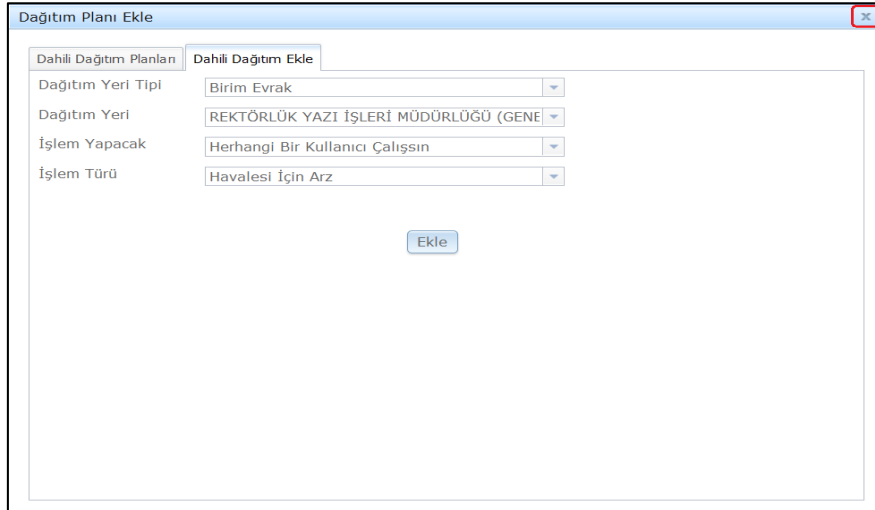 Dağıtım Planı Ekle
Dahili Dağıtım Planları Dahili Dağıtım Ekle
Dağıtım Yeri Tipi Birim Evrak
Dağıtım Yeri REKTÖRLÜK YAZI İŞLERİ MÜDÜRLÜĞÜ (GENE
İşlem Yapacak Herhangi Bir Kullanıcı Çalışsın
İşlem Türü Havalesi İçin Arz
Ekle